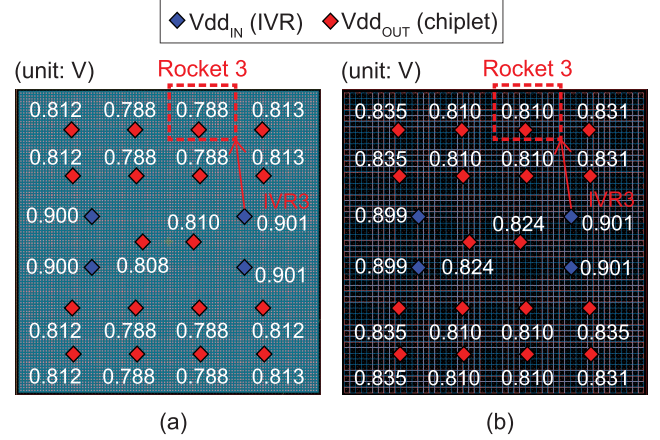 Vdd_IN (IVR) Vdd_OUT (chiplet)
(unit: V) Rocket 3 (unit: V) Rocket 3
0.812 0.788 0.788 0.813 0.835 0.810 0.810 0.831
0.812 0.788 0.788 0.813 0.835 0.810 0.810 0.831
IVR3 IVR3
0.900 0.810 0.901 0.899 0.824 0.901
0.900 0.808 0.901 0.899 0.824 0.901
0.812 0.788 0.788 0.812 0.835 0.810 0.810 0.835
0.812 0.788 0.788 0.813 0.835 0.810 0.810 0.831
(a) (b)